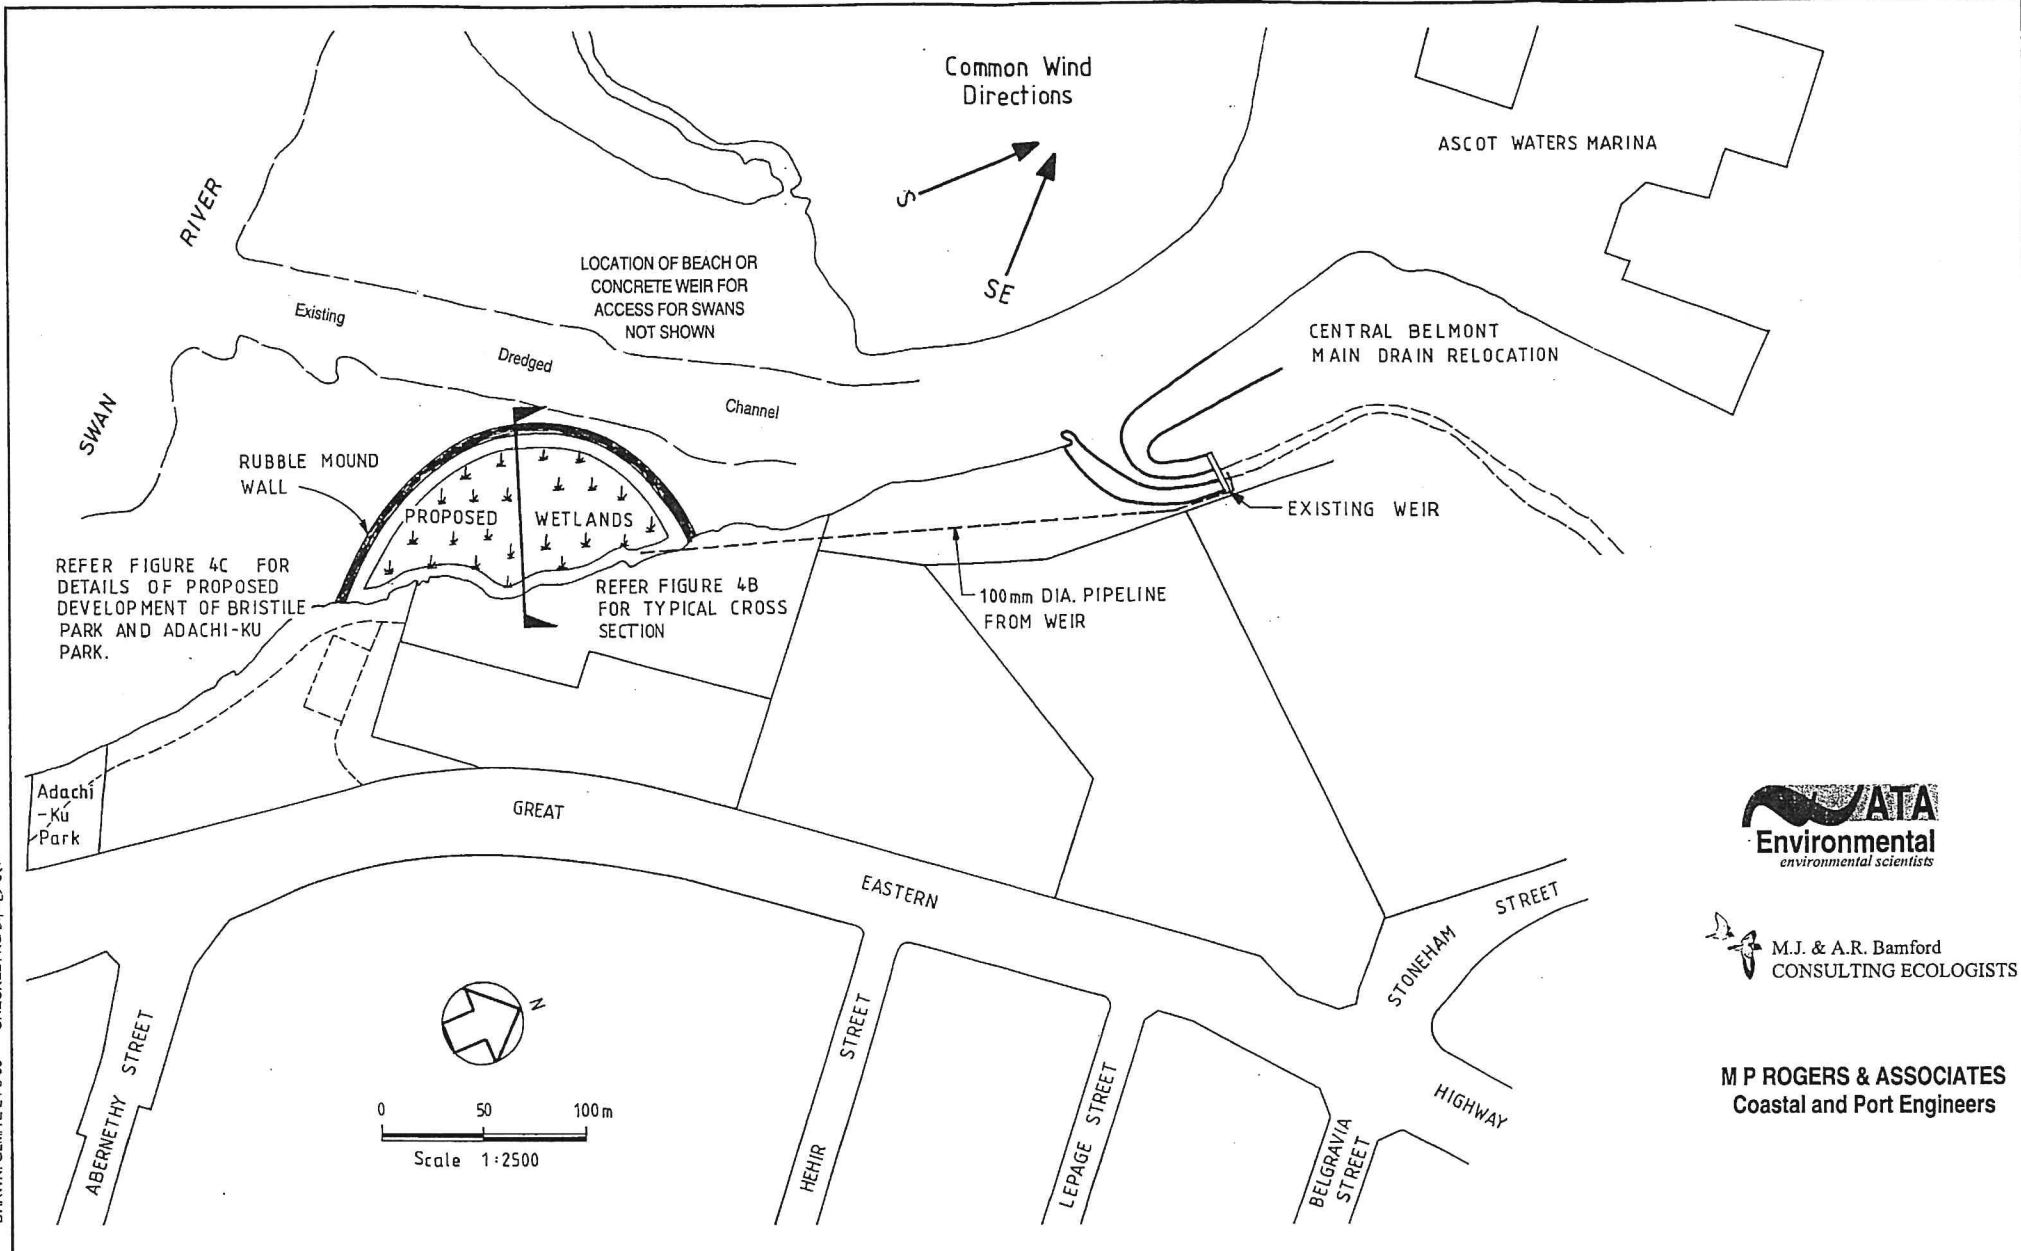 Common Wind
Directions
S
SE
ASCOT WATERS MARINA
RIVER
SWAN
LOCATION OF BEACH OR
CONCRETE WEIR FOR
ACCESS FOR SWANS
NOT SHOWN
Existing
Dredged
Channel
CENTRAL BELMONT
MAIN DRAIN RELOCATION
RUBBLE MOUND
WALL
PROPOSED WETLANDS
EXISTING WEIR
REFER FIGURE 4C FOR
DETAILS OF PROPOSED
DEVELOPMENT OF BRISTILE
PARK AND ADACHI-KU
PARK.
REFER FIGURE 4B
FOR TYPICAL CROSS
SECTION
100mm DIA. PIPELINE
FROM WEIR
Adachi
-Ku
Park
GREAT
EASTERN
HIGHWAY
STONEHAM STREET
ABERNETHY STREET
HEHIR STREET
LEPAGE STREET
BELGRAVIA
STREET
N
0 50 100m
Scale 1:2500
ATA
Environmental
environmental scientists
M.J. & A.R. Bamford
CONSULTING ECOLOGISTS
M P ROGERS & ASSOCIATES
Coastal and Port Engineers